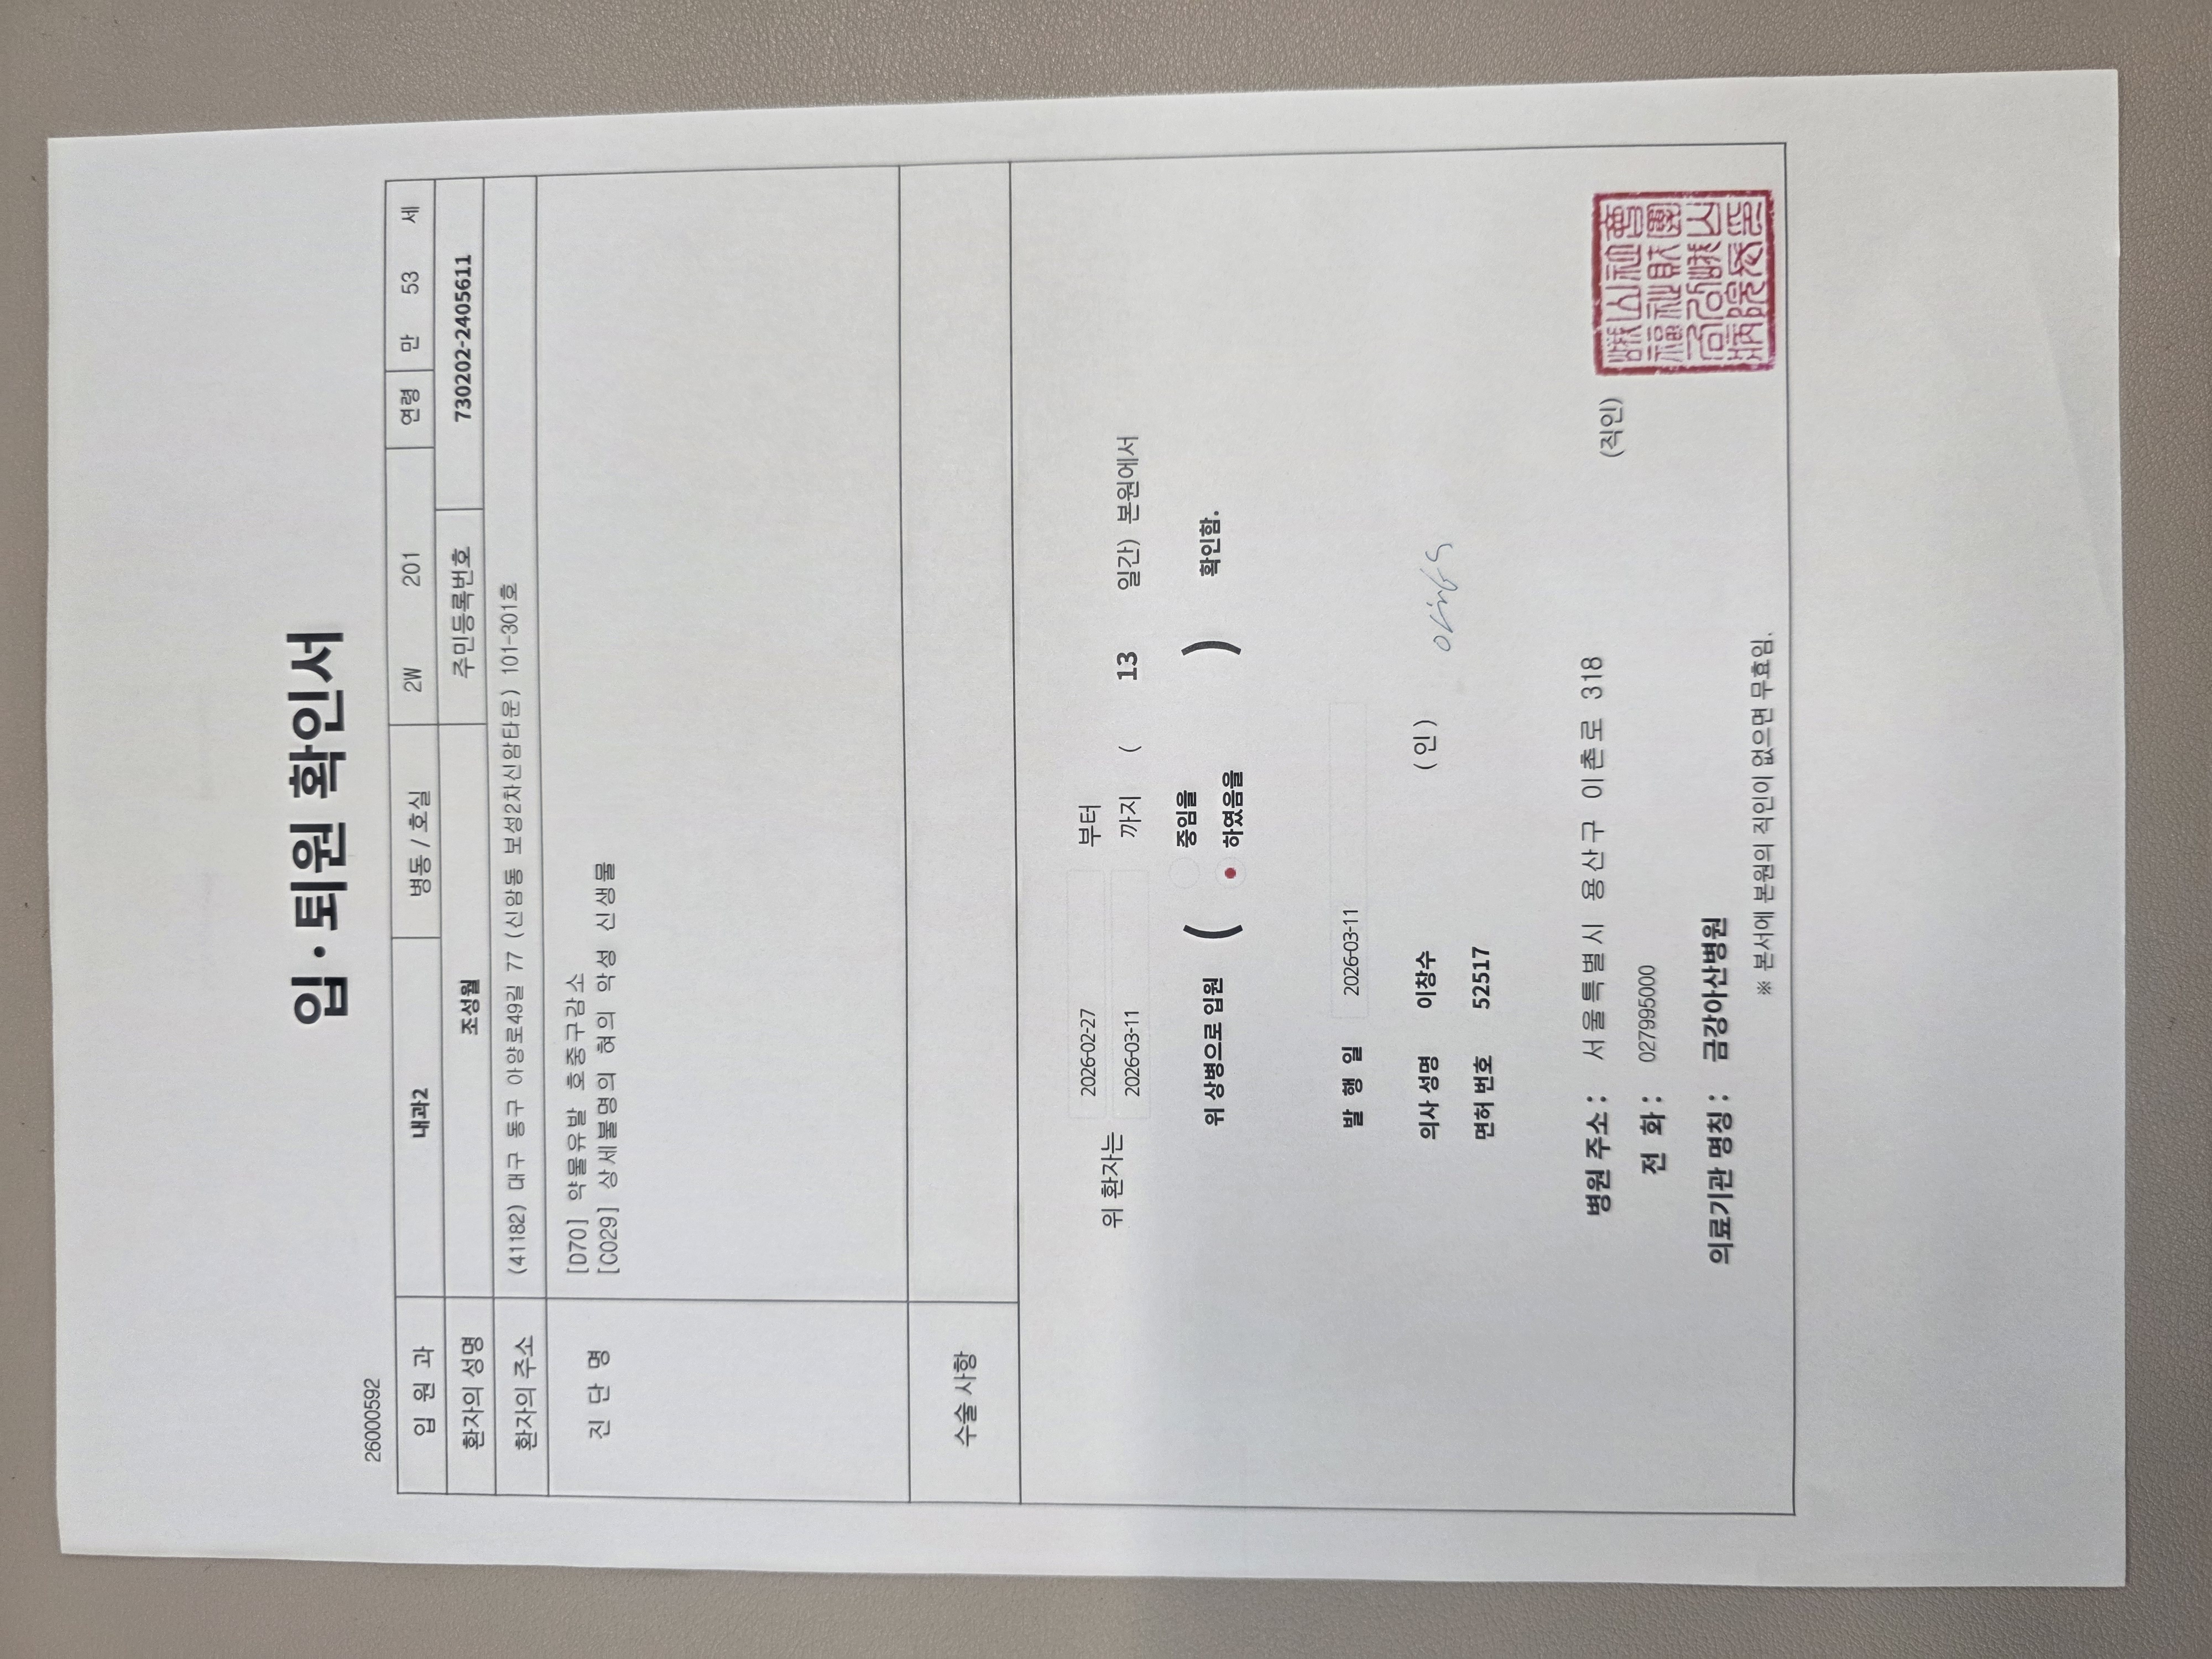 입·퇴원 확인서
26000592
입 원 과 내과2 병동 / 호실 2W 201 연령 만 53 세
환자의 성명 조성월 주민등록번호 730202-2405611
환자의 주소 (41182) 대구 동구 아양로49길 77 (신암동 보성2차신암타운) 101-301호
진 단 명
[D70] 약물유발 호중구감소
[C029] 상세불명의 혀의 악성 신생물
수술 사항
위 환자는
2026-02-27 부터
2026-03-11 까지 ( 13 일간) 본원에서
위 상병으로 입원 ( 중임을
하였음을 ) 확인함.
발 행 일 2026-03-11
의사 성명 이창수 (인)
면허 번호 52517
병원 주소 : 서울특별시 용산구 이촌로 318
전 화 : 027995000
의료기관 명칭 : 금강아산병원 (직인)
※ 본서에 본원의 직인이 없으면 무효임.